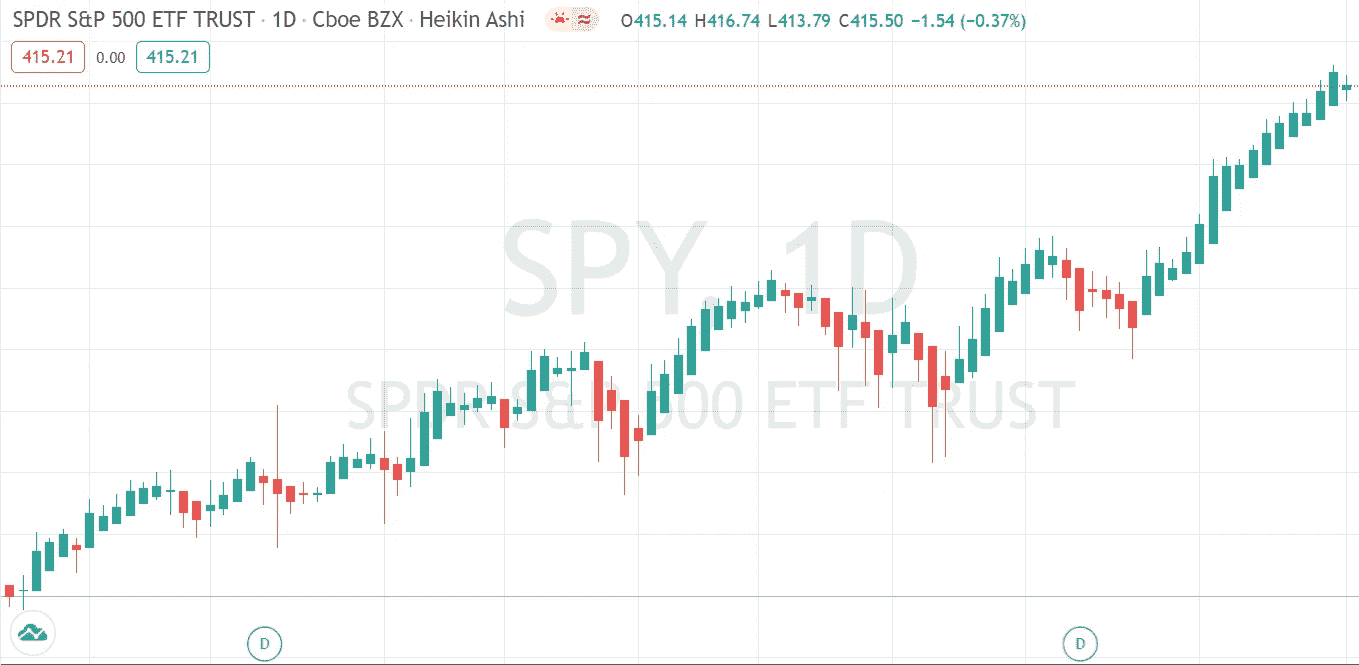 SPDR S&P 500 ETF TRUST · 1D · Cboe BZX · Heikin Ashi O415.14 H416.74 L413.79 C415.50 −1.54 (−0.37%)
415.21 0.00 415.21
SPY, 1D
SPDR S&P 500 ETF TRUST
D D